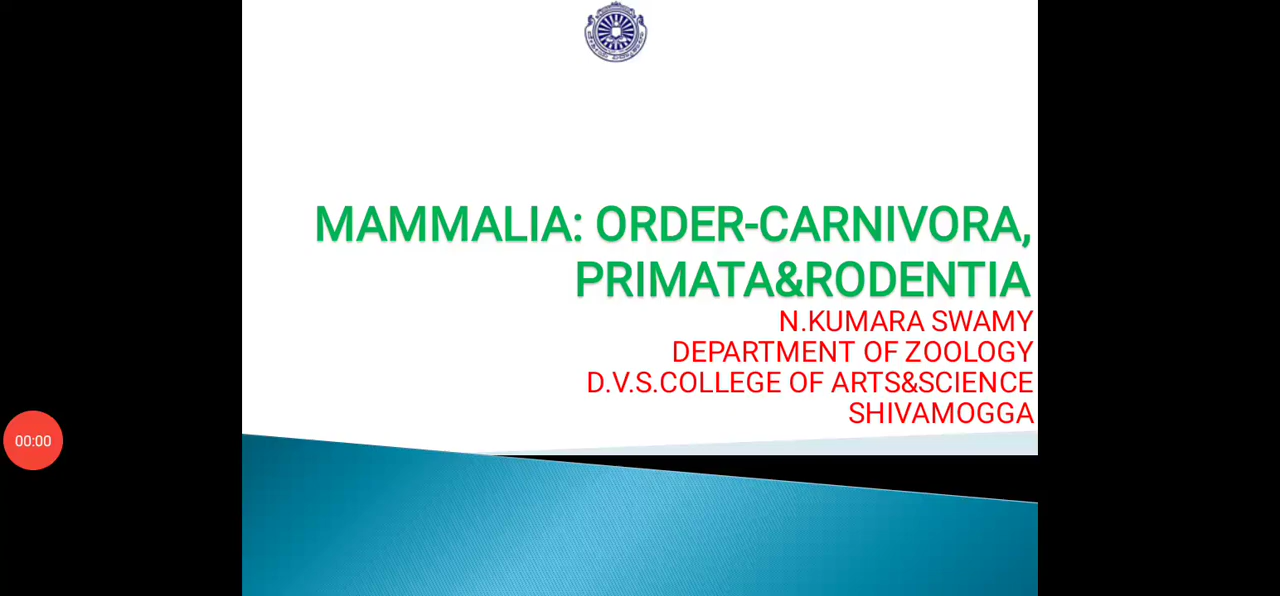 MAMMALIA: ORDER-CARNIVORA,
PRIMATA&RODENTIA
N.KUMARA SWAMY
DEPARTMENT OF ZOOLOGY
D.V.S.COLLEGE OF ARTS&SCIENCE
SHIVAMOGGA
00:00